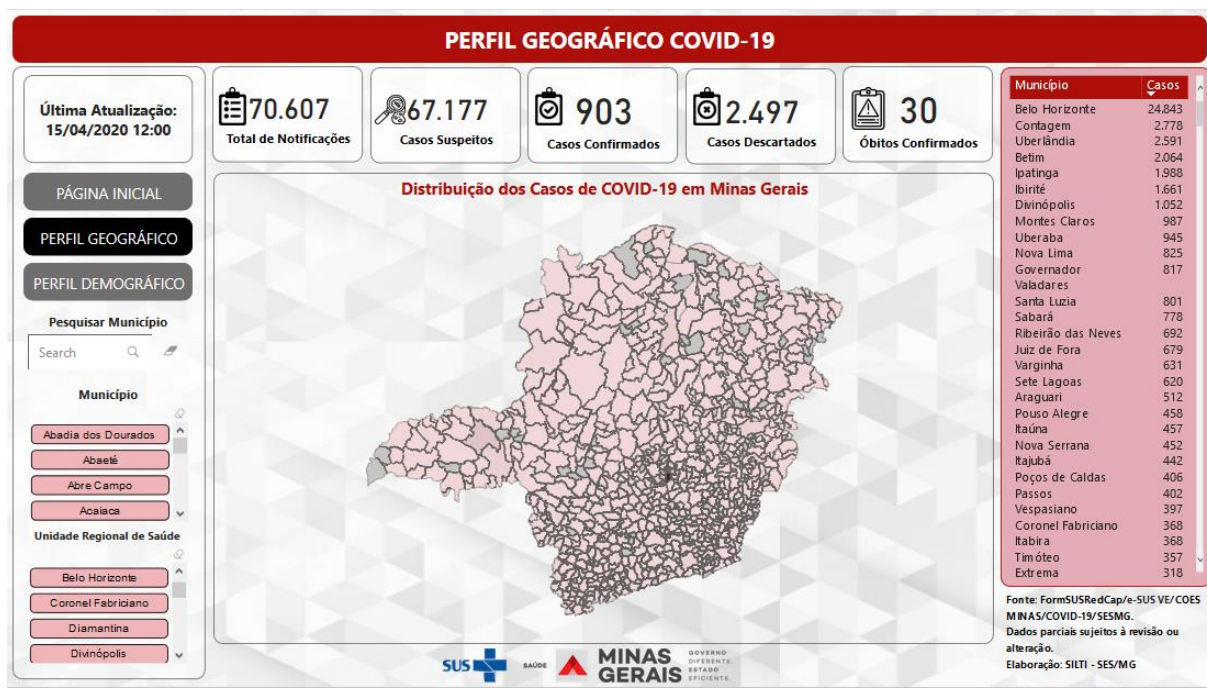 PERFIL GEOGRÁFICO COVID-19
Última Atualização:
15/04/2020 12:00
70.607
Total de Notificações
67.177
Casos Suspeitos
903
Casos Confirmados
2.497
Casos Descartados
30
Óbitos Confirmados
PÁGINA INICIAL
PERFIL GEOGRÁFICO
PERFIL DEMOGRÁFICO
Pesquisar Município
Search
Município
Abadia dos Dourados
Abaeté
Abre Campo
Acaiaca
Unidade Regional de Saúde
Belo Horizonte
Coronel Fabriciano
Diamantina
Divinópolis
Distribuição dos Casos de COVID-19 em Minas Gerais
Município Casos
Belo Horizonte 24.843
Contagem 2.778
Uberlândia 2.591
Betim 2.064
Ipatinga 1.988
Ibirité 1.661
Divinópolis 1.052
Montes Claros 987
Uberaba 945
Nova Lima 825
Governador 817
Valadares
Santa Luzia 801
Sabará 778
Ribeirão das Neves 692
Juiz de Fora 679
Varginha 631
Sete Lagoas 620
Araguari 512
Pouso Alegre 458
Itaúna 457
Nova Serrana 452
Itajubá 442
Poços de Caldas 406
Passos 402
Vespasiano 397
Coronel Fabriciano 368
Itabira 368
Timóteo 357
Extrema 318
Fonte: FormSUSRedCap/e-SUS VE/COES
MINAS/COVID-19/SESMG.
Dados parciais sujeitos à revisão ou
alteração.
Elaboração: SILTI - SES/MG
SUS
SAÚDE
MINAS
GERAIS
GOVERNO
DIFERENTE.
ESTADO
EFICIENTE.